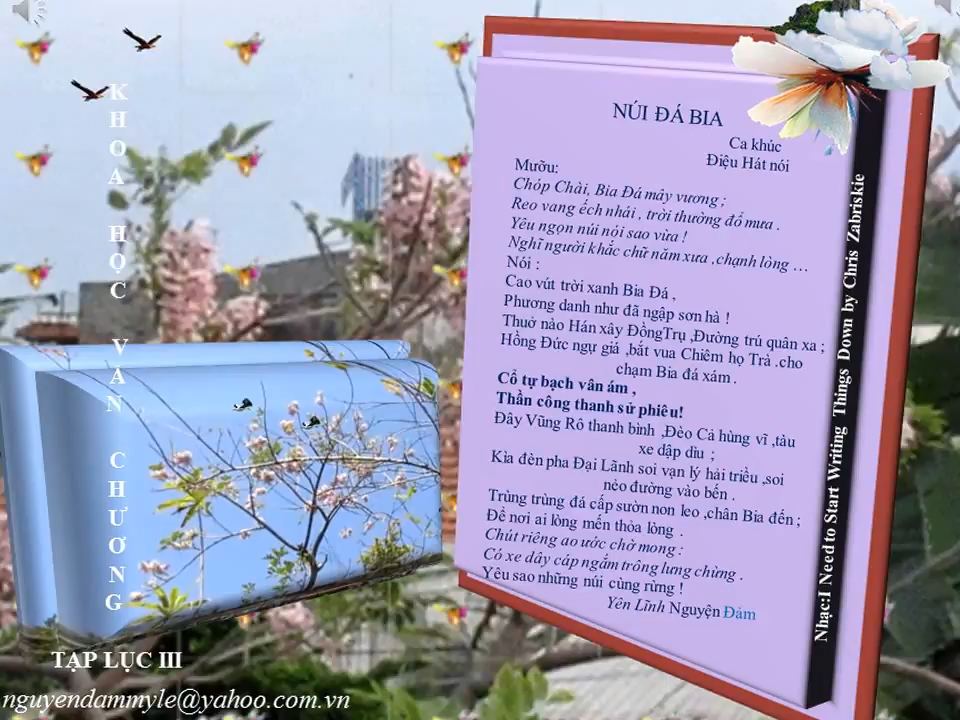 KHOA HỌC VĂN CHƯƠNG
NÚI ĐÁ BIA
Ca khúc
Điệu Hát nói
Mưỡu:
Chóp Chài, Bia Đá mây vương ;
Reo vang ếch nhái , trời thường đổ mưa .
Yêu ngọn núi nói sao vừa !
Nghĩ người khắc chữ năm xưa ,chạnh lòng …
Nói :
Cao vút trời xanh Bia Đá ,
Phương danh như đã ngập sơn hà !
Thuở nào Hán xây ĐồngTrụ ,Đường trú quân xa ;
Hồng Đức ngự giá ,bắt vua Chiêm họ Trà .cho
chạm Bia đá xám .
Cổ tự bạch vân ám ,
Thần công thanh sử phiêu!
Đây Vũng Rô thanh bình ,Đèo Cả hùng vĩ ,tàu
xe dập dìu ;
Kìa đèn pha Đại Lãnh soi vạn lý hải triều ,soi
nẻo đường vào bến .
Trùng trùng đá cấp sườn non leo ,chân Bia đến ;
Đề nơi ai lòng mến thỏa lòng .
Chút riêng ao ước chờ mong :
Có xe dây cáp ngắm trông lưng chừng .
Yêu sao những núi cùng rừng !
Yên Lĩnh Nguyện Đảm
Nhạc:I Need to Start Writing Things Down by Chris Zabriskie
TẠP LỤC III
nguyendammyle@yahoo.com.vn